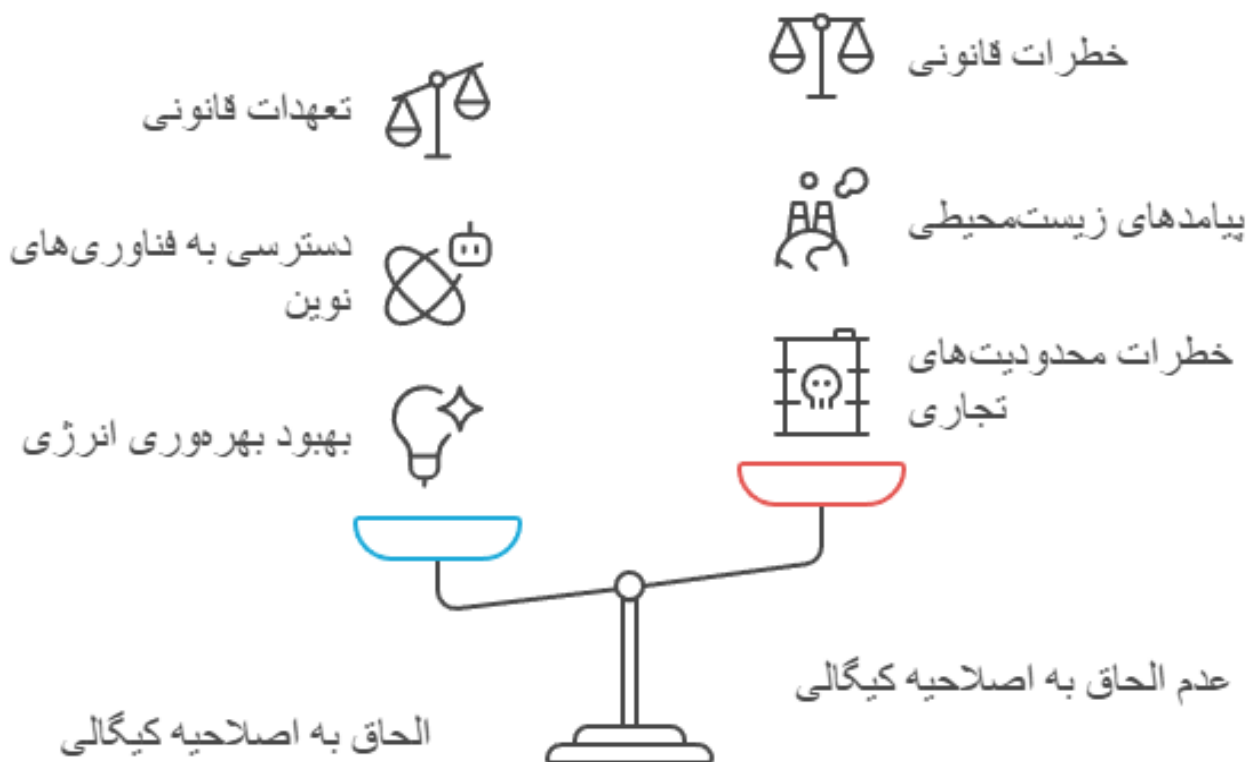 خطرات قانونی
پیامدهای زیست‌محیطی
خطرات محدودیت‌های
تجاری
عدم الحاق به اصلاحیه کیگالی
تعهدات قانونی
دسترسی به فناوری‌های
نوین
بهبود بهره‌وری انرژی
الحاق به اصلاحیه کیگالی